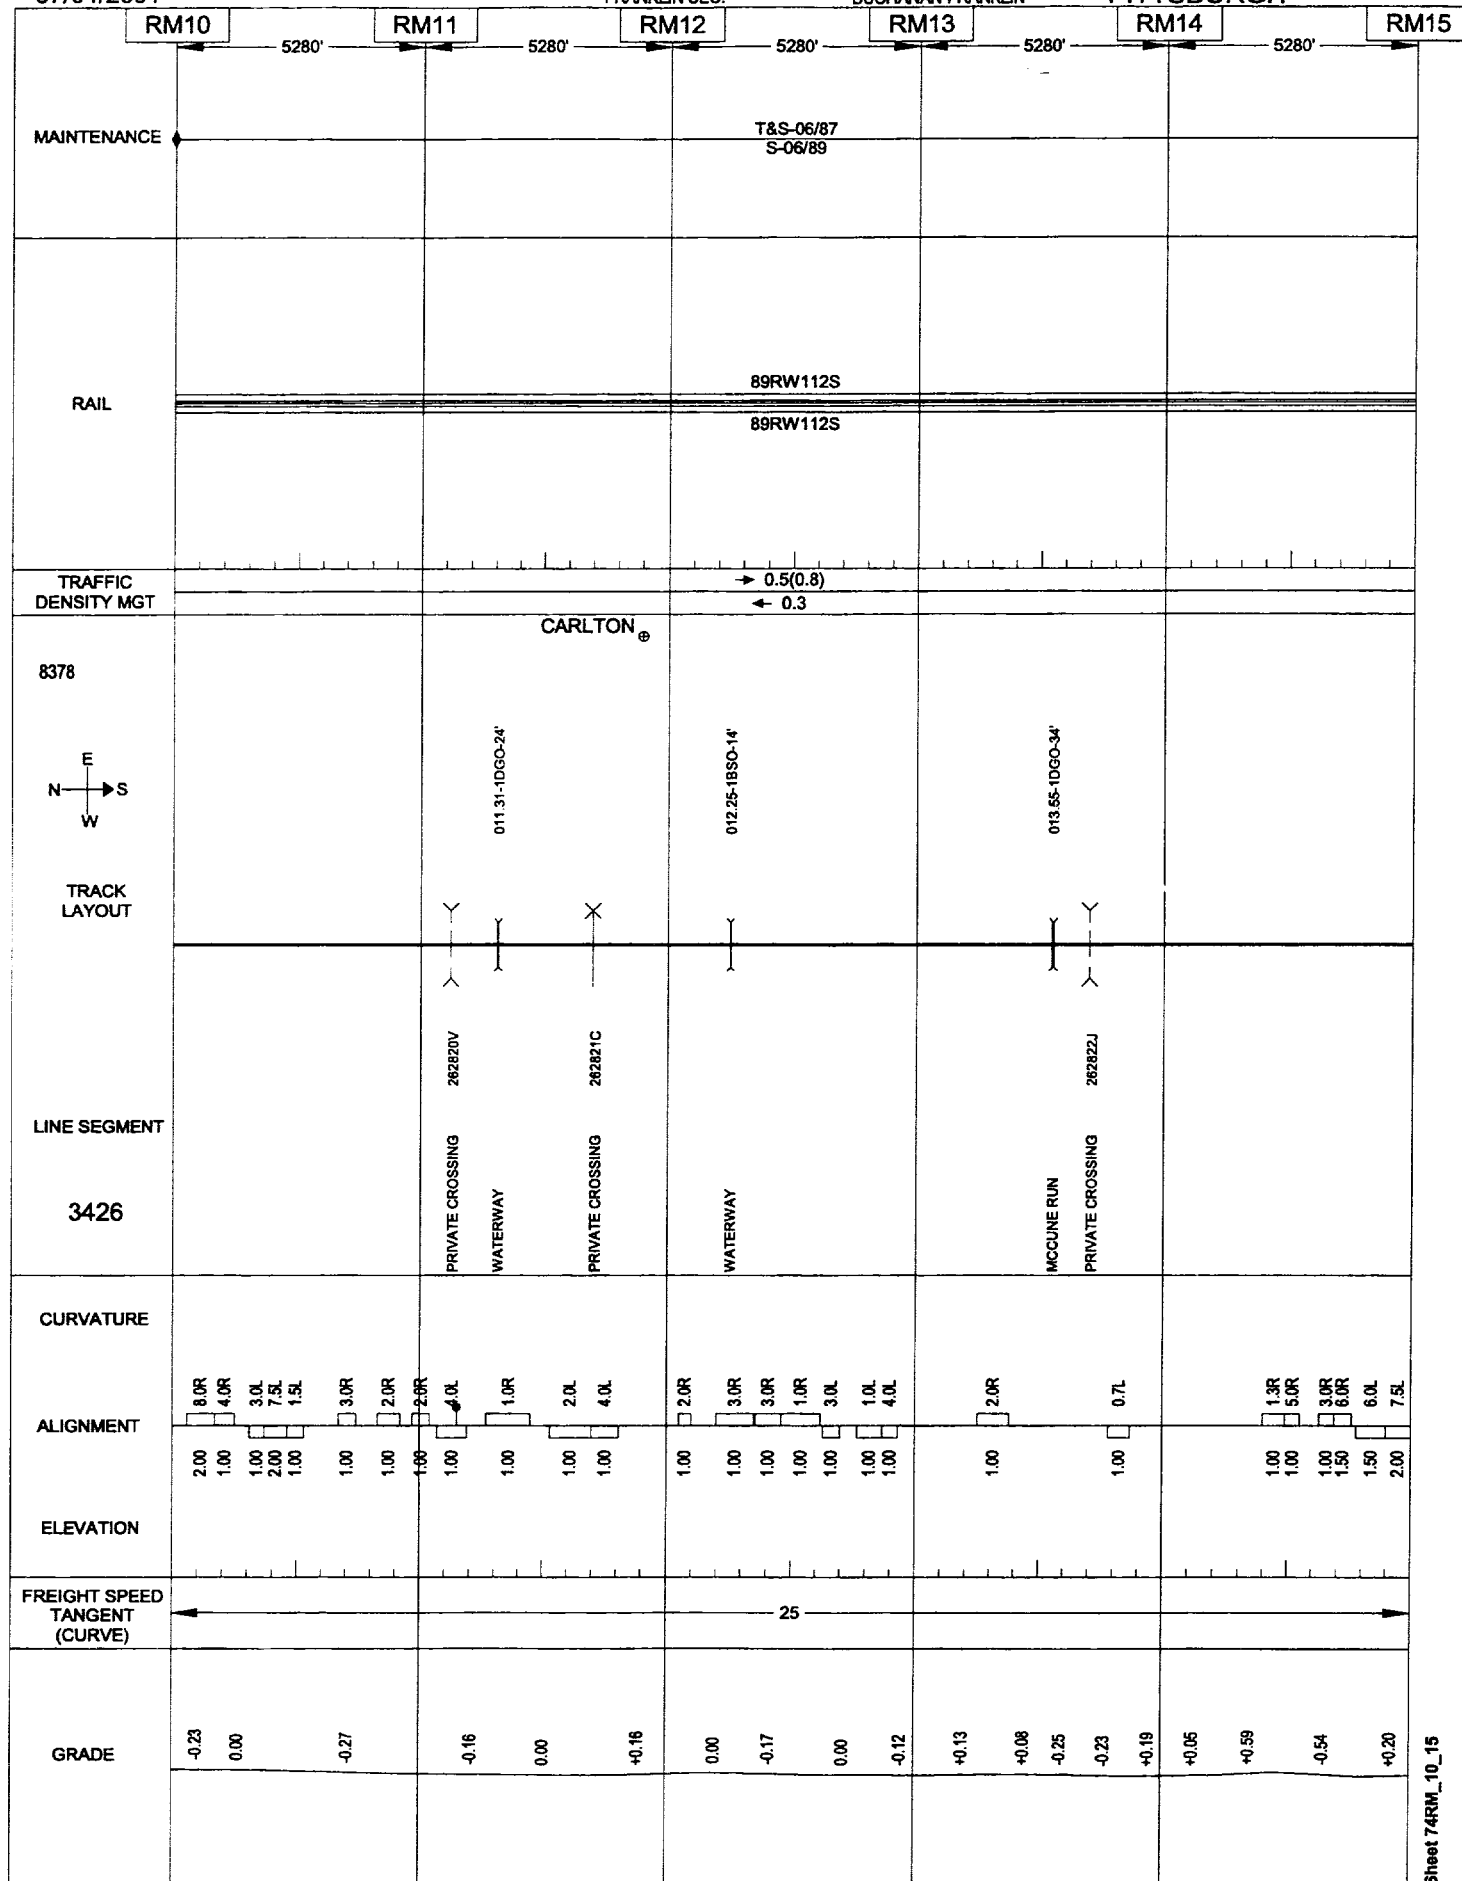 RM10 RM11 RM12 RM13 RM14 RM15
5280' 5280' 5280' 5280' 5280'
MAINTENANCE
T&S-06/87
S-06/89
RAIL
89RW112S
89RW112S
TRAFFIC
DENSITY MGT
→ 0.5(0.8)
← 0.3
CARLTON
8378
E
N S
W
011.31-1DGO-24'
012.25-1BSO-14'
013.55-1DGO-34'
TRACK
LAYOUT
LINE SEGMENT
3426
PRIVATE CROSSING 262820V
WATERWAY
PRIVATE CROSSING 262821C
WATERWAY
MCCUNE RUN
PRIVATE CROSSING 262822J
CURVATURE
8.0R 4.0R 3.0L 7.5L 1.5L 3.0R 2.0R 2.0R 4.0L 1.0R 2.0L 4.0L 2.0R 3.0R 3.0R 1.0R 3.0L 1.0L 4.0L 2.0R 0.7L 1.3R 5.0R 3.0R 6.0R 6.0L 7.5L
ALIGNMENT
2.00 1.00 1.00 2.00 1.00 1.00 1.00 1.00 1.00 1.00 1.00 1.00 1.00 1.00 1.00 1.00 1.00 1.00 1.00 1.00 1.00 1.00 1.00 1.00 1.50 1.50 2.00
ELEVATION
FREIGHT SPEED
TANGENT
(CURVE)
25
GRADE
-0.23 0.00 -0.27 -0.16 0.00 +0.16 0.00 -0.17 0.00 -0.12 +0.13 +0.08 -0.25 -0.23 +0.19 +0.05 +0.59 -0.54 +0.20
Sheet 74RM_10_15